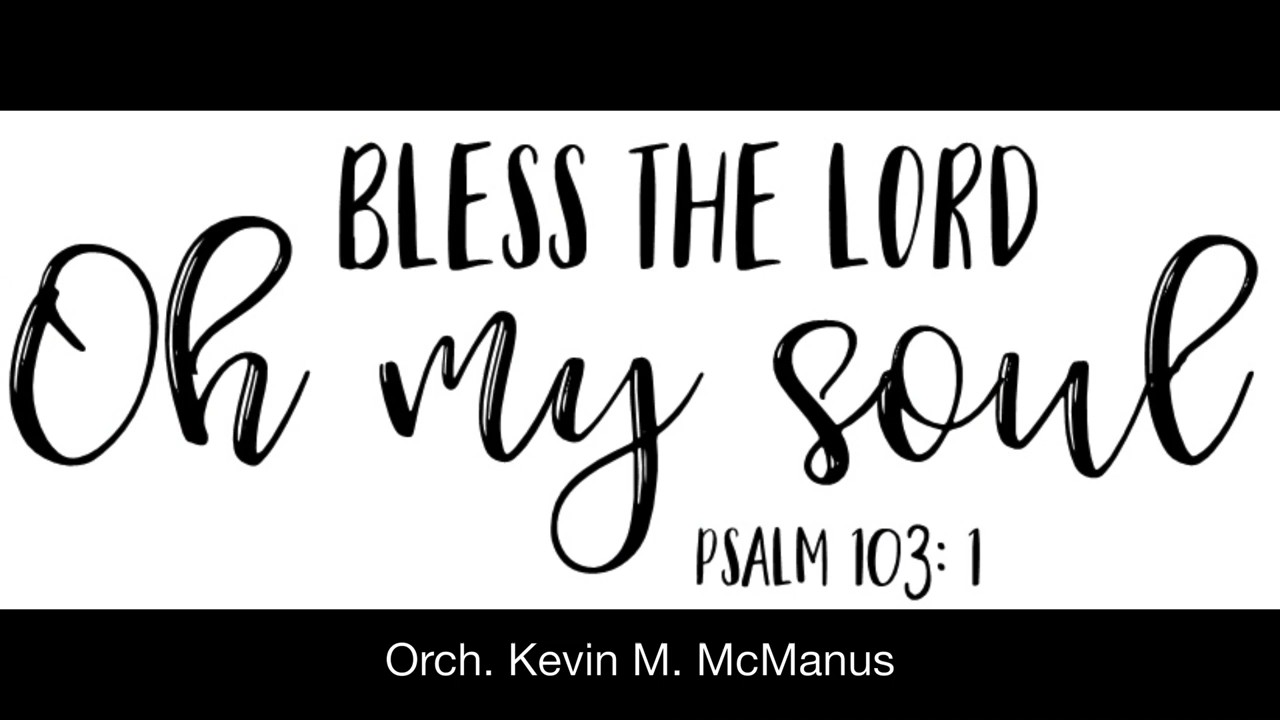 BLESS THE LORD
Oh my soul
PSALM 103: 1
Orch. Kevin M. McManus